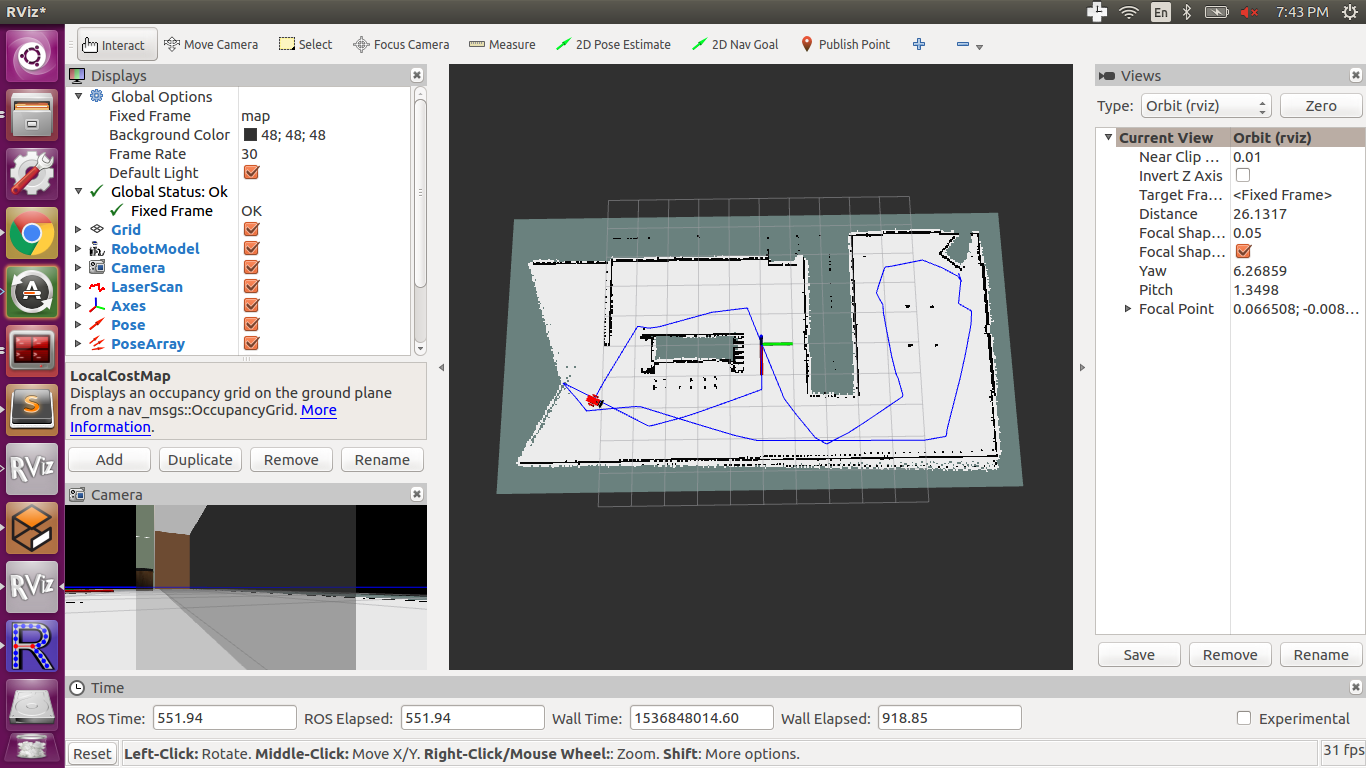 RViz*
En
7:43 PM
Interact
Move Camera
Select
Focus Camera
Measure
2D Pose Estimate
2D Nav Goal
Publish Point
Displays
Global Options
Fixed Frame map
Background Color 48; 48; 48
Frame Rate 30
Default Light
Global Status: Ok
Fixed Frame OK
Grid
RobotModel
Camera
LaserScan
Axes
Pose
PoseArray
LocalCostMap
Displays an occupancy grid on the ground plane
from a nav_msgs::OccupancyGrid. More
Information.
Add
Duplicate
Remove
Rename
Camera
Views
Type: Orbit (rviz)
Zero
Current View Orbit (rviz)
Near Clip ... 0.01
Invert Z Axis
Target Fra... <Fixed Frame>
Distance 26.1317
Focal Shap... 0.05
Focal Shap...
Yaw 6.26859
Pitch 1.3498
Focal Point 0.066508; -0.008...
Save
Remove
Rename
Time
ROS Time: 551.94
ROS Elapsed: 551.94
Wall Time: 1536848014.60
Wall Elapsed: 918.85
Experimental
Reset
Left-Click: Rotate. Middle-Click: Move X/Y. Right-Click/Mouse Wheel:: Zoom. Shift: More options.
31 fps
A
S
RViz
RViz
R